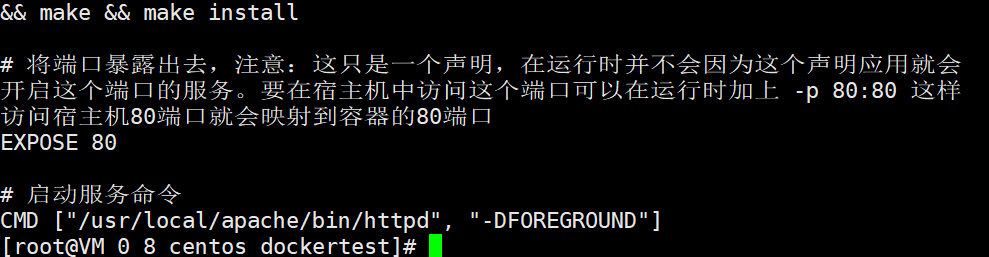 && make && make install
# 将端口暴露出去，注意：这只是一个声明，在运行时并不会因为这个声明应用就会
开启这个端口的服务。要在宿主机中访问这个端口可以在运行时加上 -p 80:80 这样
访问宿主机80端口就会映射到容器的80端口
EXPOSE 80
# 启动服务命令
CMD ["/usr/local/apache/bin/httpd", "-DFOREGROUND"]
[root@VM 0 8 centos dockertest]#